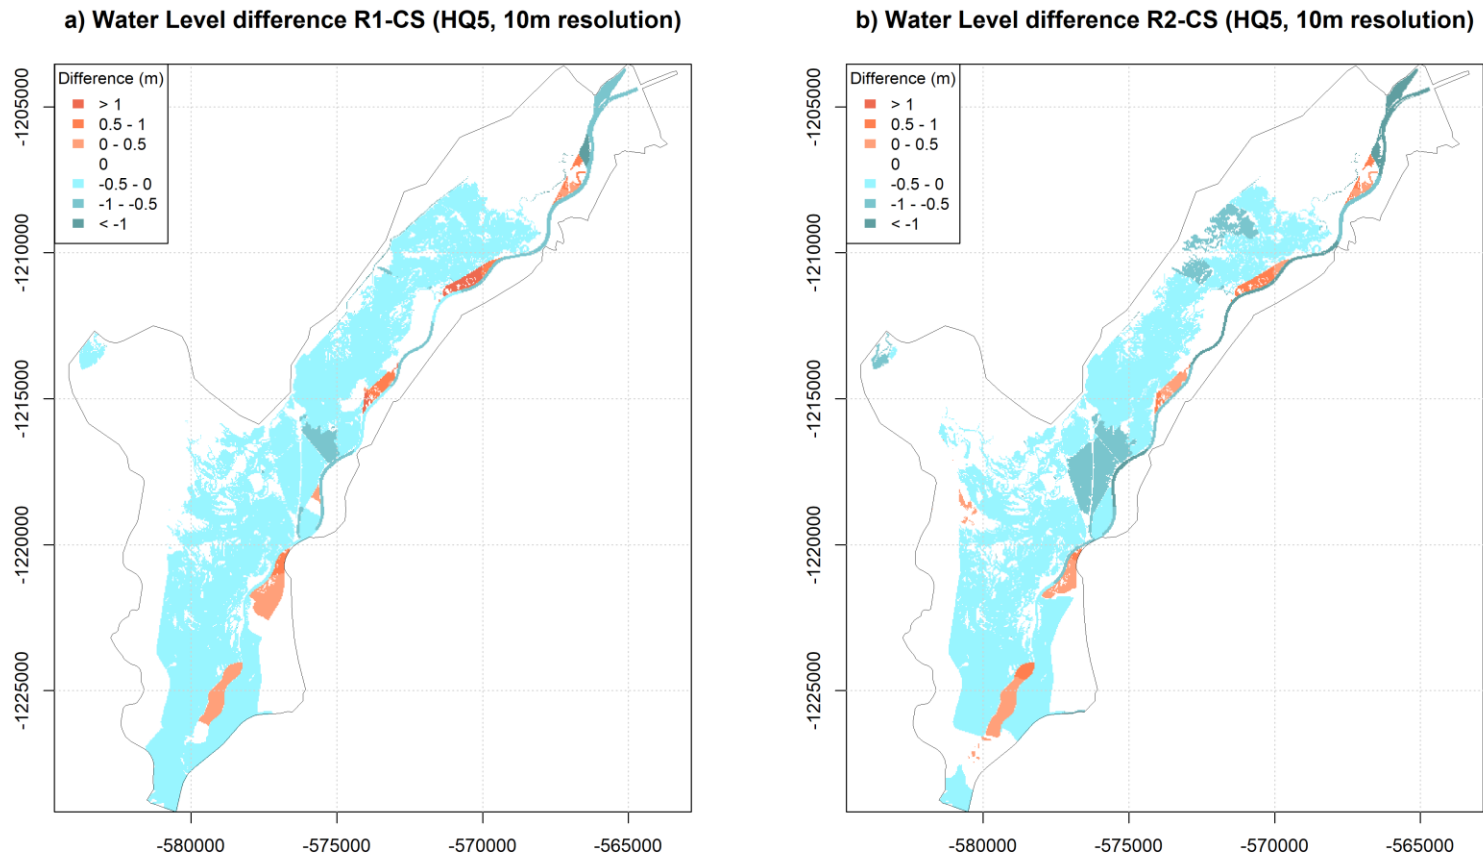 a) Water Level difference R1-CS (HQ5, 10m resolution)
Difference (m)
> 1
0.5 - 1
0 - 0.5
0
-0.5 - 0
-1 - -0.5
< -1
-1205000
-1210000
-1215000
-1220000
-1225000
-580000
-575000
-570000
-565000
b) Water Level difference R2-CS (HQ5, 10m resolution)
Difference (m)
> 1
0.5 - 1
0 - 0.5
0
-0.5 - 0
-1 - -0.5
< -1
-1205000
-1210000
-1215000
-1220000
-1225000
-580000
-575000
-570000
-565000